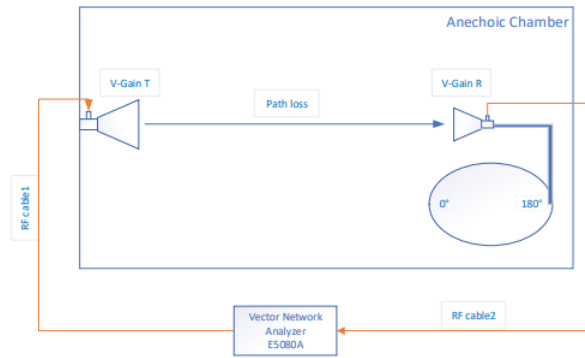 Anechoic Chamber
V-Gain T
V-Gain R
Path loss
RF cable1
0°
180°
Vector Network
Analyzer
E5080A
RF cable2